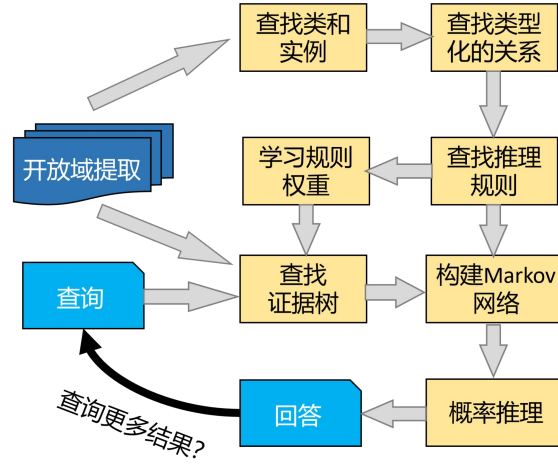 查找类和
实例
查找类型
化的关系
开放域提取
学习规则
权重
查找推理
规则
查询
查找
证据树
构建Markov
网络
查询更多结果?
回答
概率推理